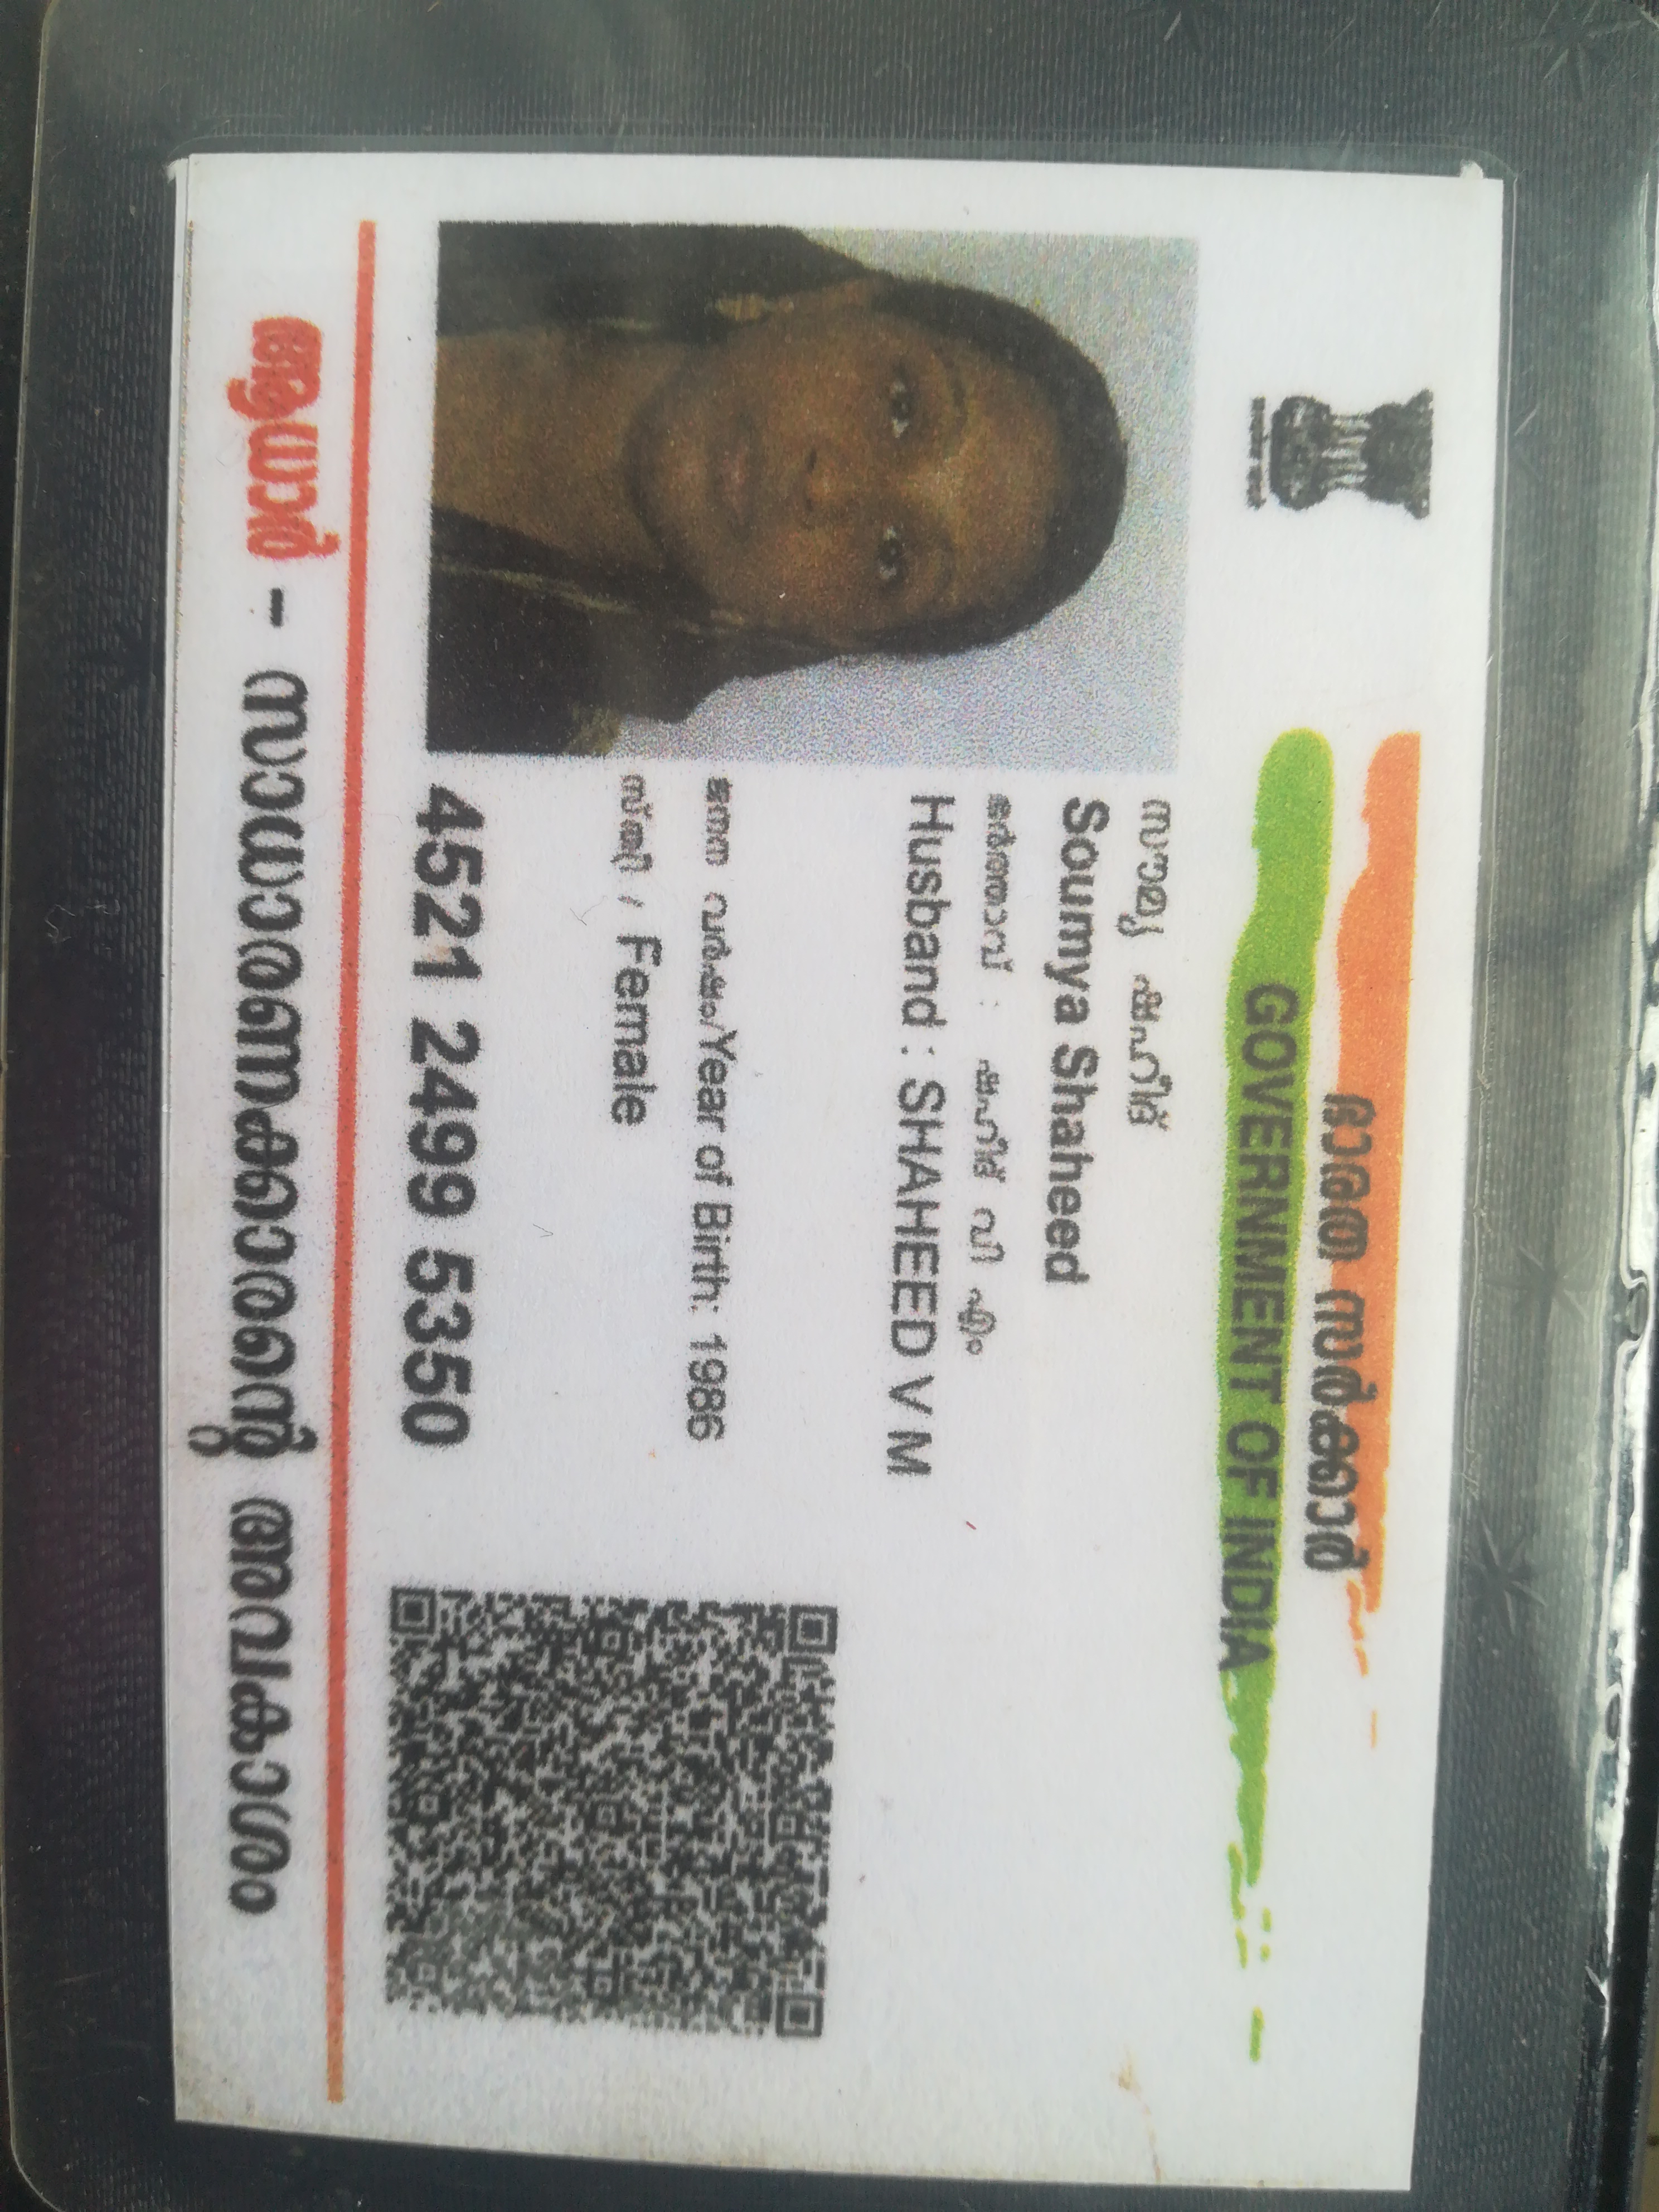 ഭാരത സർക്കാർ
GOVERNMENT OF INDIA
സൗമ്യ ഷഹീദ്
Soumya Shaheed
ഭർത്താവ് : ഷഹീദ് വി എം
Husband : SHAHEED V M
ജനന വർഷം/Year of Birth: 1986
സ്ത്രീ / Female
4521 2499 5350
ആധാർ - സാധാരണക്കാരന്റെ അവകാശം